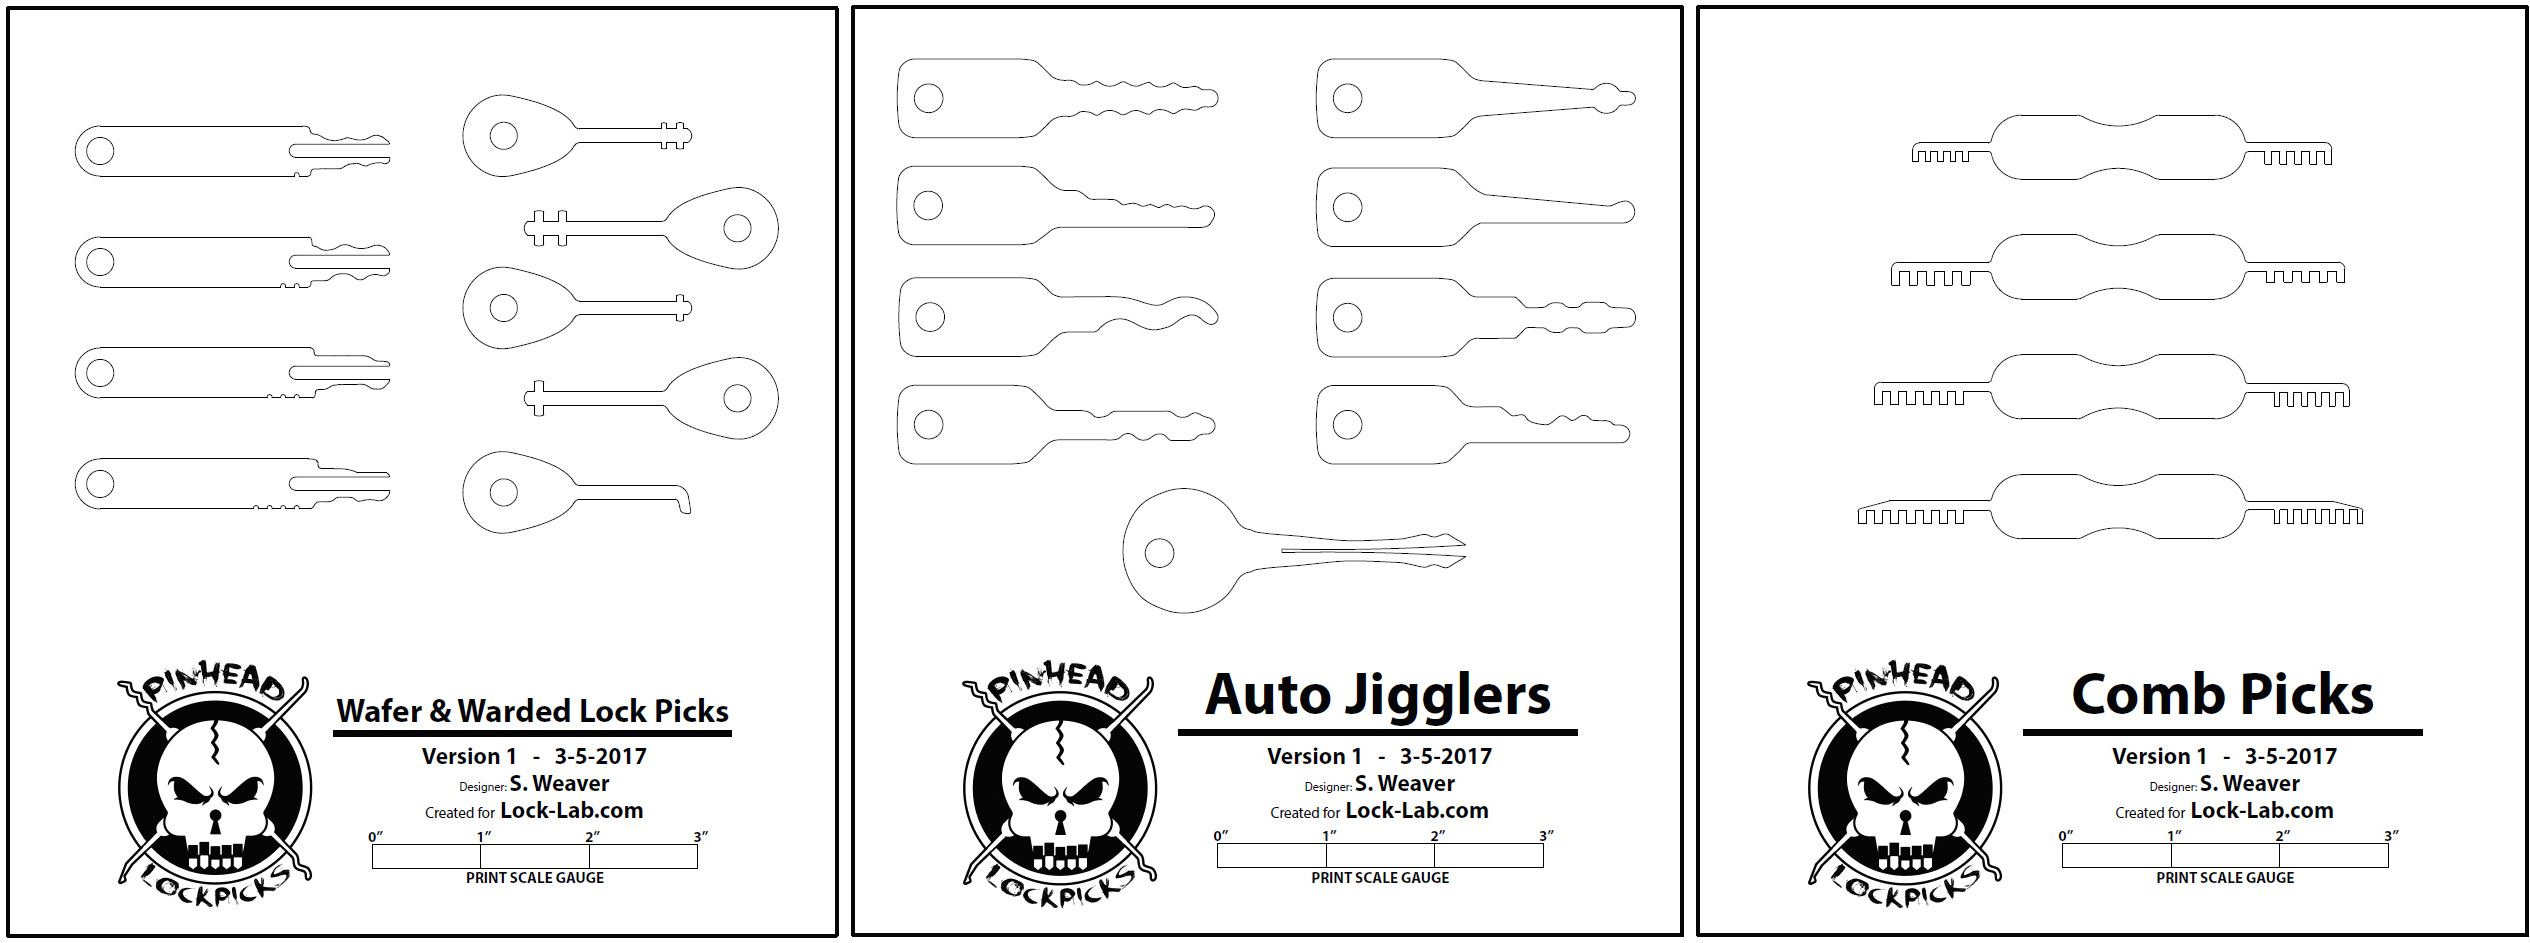 PINHEAD
LOCKPICKS
Wafer & Warded Lock Picks
Version 1 - 3-5-2017
Designer: S. Weaver
Created for Lock-Lab.com
0” 1” 2” 3”
PRINT SCALE GAUGE
PINHEAD
LOCKPICKS
Auto Jigglers
Version 1 - 3-5-2017
Designer: S. Weaver
Created for Lock-Lab.com
0” 1” 2” 3”
PRINT SCALE GAUGE
PINHEAD
LOCKPICKS
Comb Picks
Version 1 - 3-5-2017
Designer: S. Weaver
Created for Lock-Lab.com
0” 1” 2” 3”
PRINT SCALE GAUGE